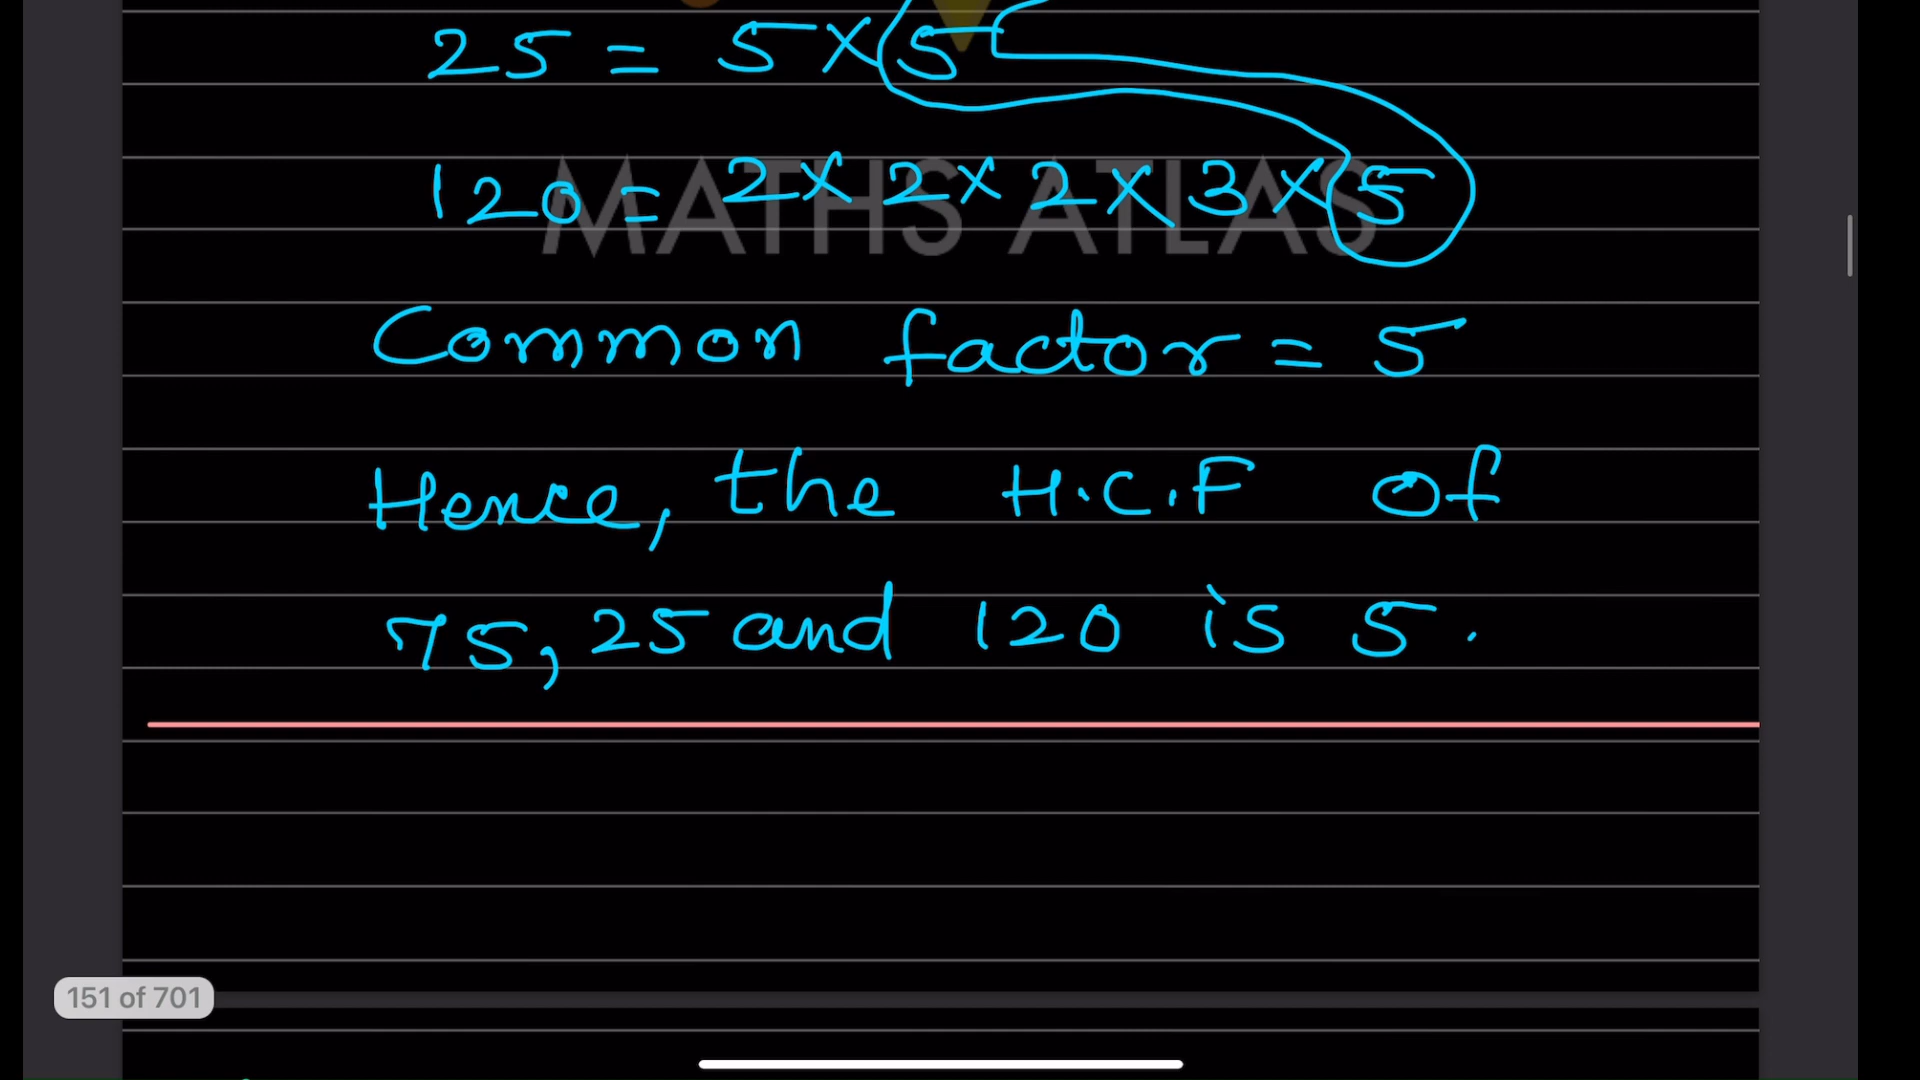 25 = 5×5
120 = 2×2×2×3×5
MATHS ATLAS
Common factor = 5
Hence, the H.C.F of
75, 25 and 120 is 5.
151 of 701